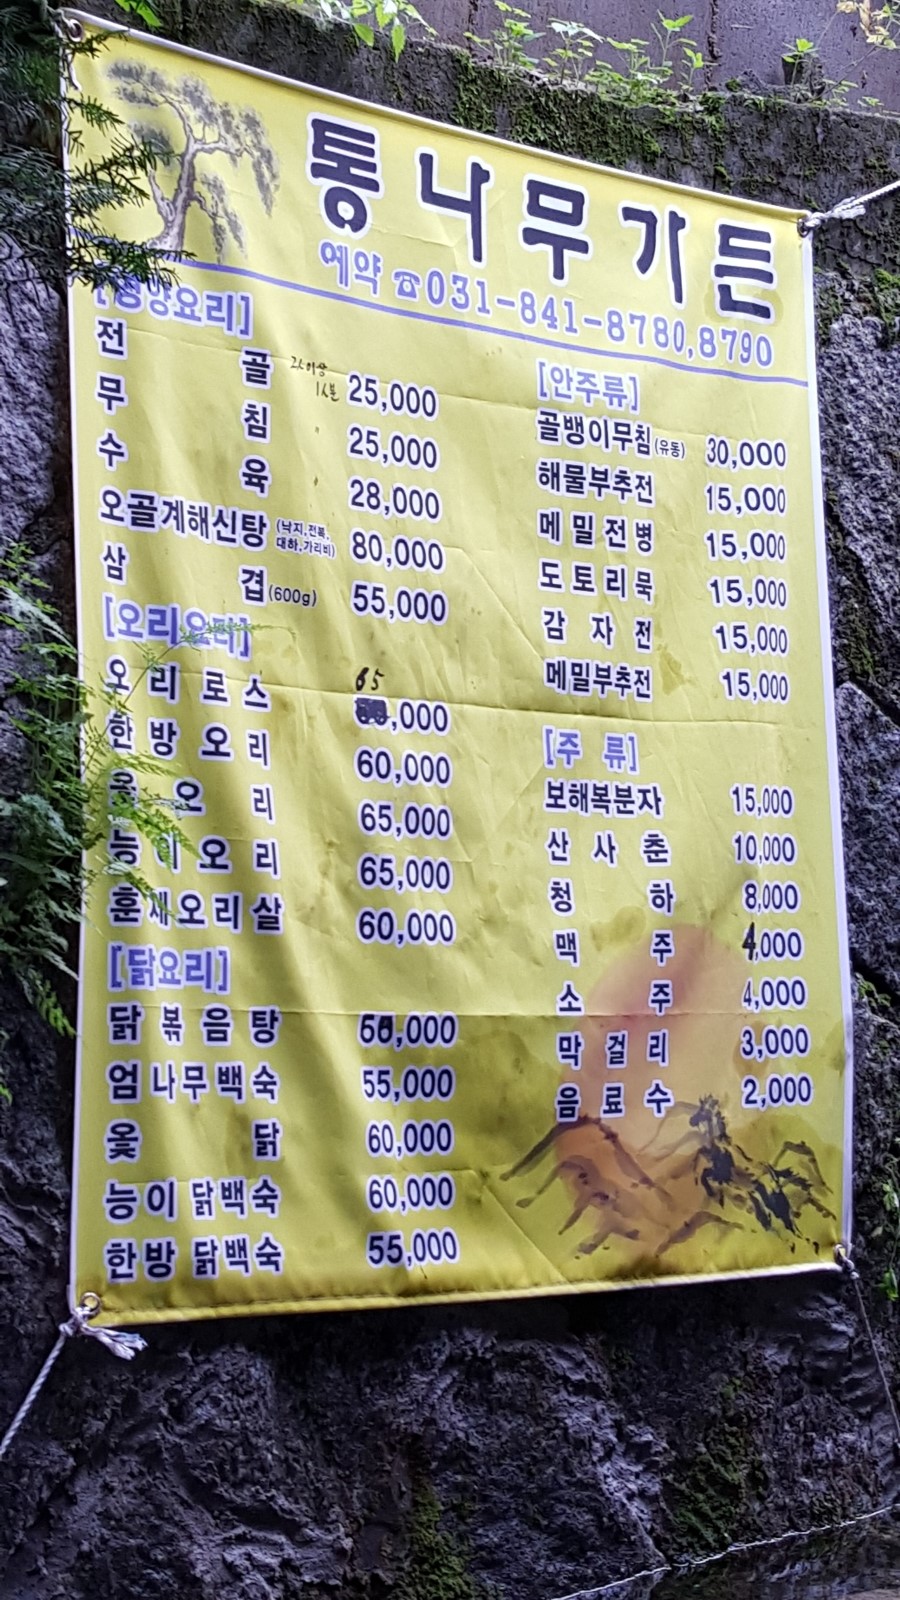 통나무가든
예약 ☎031-841-8780,8790
요리]
전골 2人이상 1人분 25,000
무침 " 25,000
수육 " 28,000
오골계해신탕 (낙지,전복, 대하,가리비) 80,000
삼겹(600g) 55,000
[오리요리]
오리로스 65 ,000
한방오리 60,000
옻오리 65,000
능이오리 65,000
훈제오리살 60,000
[닭요리]
닭볶음탕 ,000
엄나무백숙 55,000
옻닭 60,000
능이닭백숙 60,000
한방닭백숙 55,000
[안주류]
골뱅이무침(유동) 30,000
해물부추전 15,000
메밀전병 15,000
도토리묵 15,000
감자전 15,000
메밀부추전 15,000
[주류]
보해복분자 15,000
산사춘 10,000
청하 8,000
맥주 4,000
소주 4,000
막걸리 3,000
음료수 2,000